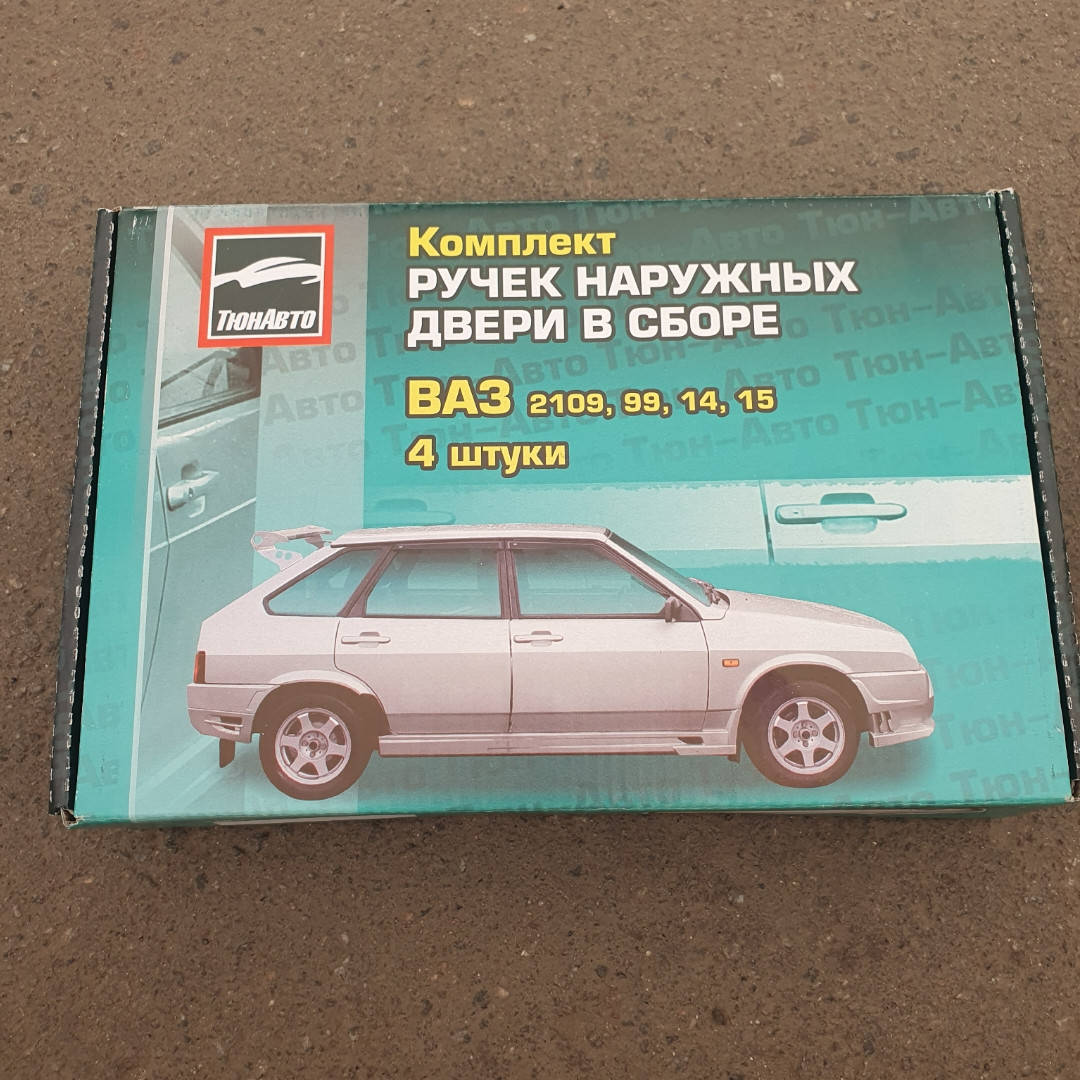 ТюнАвто
Комплект
РУЧЕК НАРУЖНЫХ
ДВЕРИ В СБОРЕ
ВАЗ 2109, 99, 14, 15
4 штуки